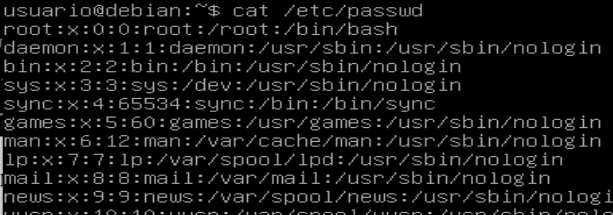 usuario@debian:~$ cat /etc/passwd
root:x:0:0:root:/root:/bin/bash
daemon:x:1:1:daemon:/usr/sbin:/usr/sbin/nologin
bin:x:2:2:bin:/bin:/usr/sbin/nologin
sys:x:3:3:sys:/dev:/usr/sbin/nologin
sync:x:4:65534:sync:/bin:/bin/sync
games:x:5:60:games:/usr/games:/usr/sbin/nologin
man:x:6:12:man:/var/cache/man:/usr/sbin/nologin
lp:x:7:7:lp:/var/spool/lpd:/usr/sbin/nologin
mail:x:8:8:mail:/var/mail:/usr/sbin/nologin
news:x:9:9:news:/var/spool/news:/usr/sbin/nologi